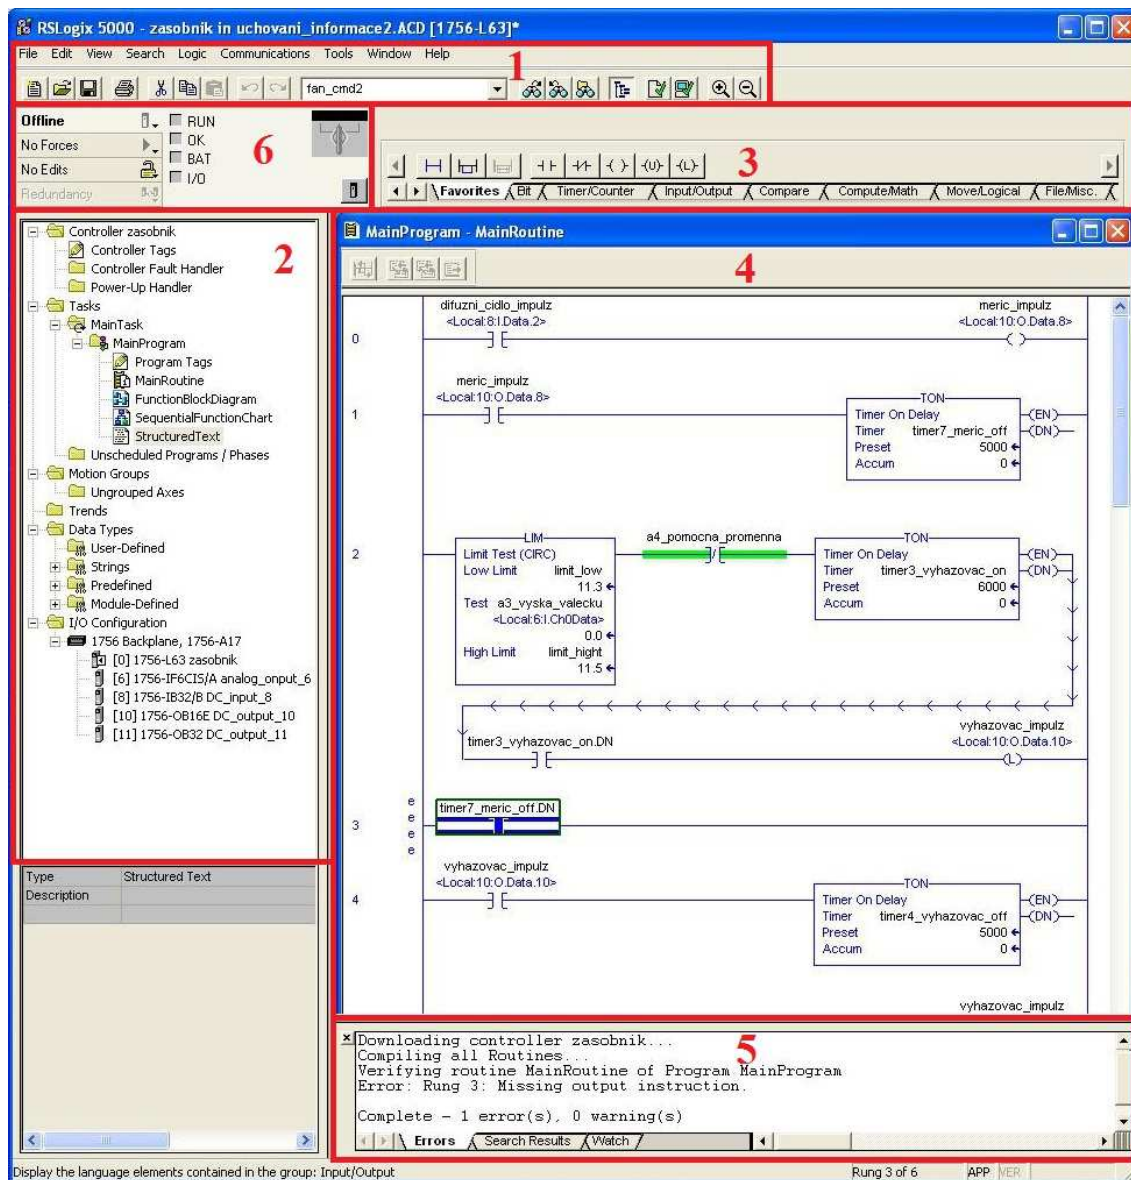 RSLogix 5000 - zasobnik in uchovani_informace2.ACD [1756-L63]*
File Edit View Search Logic Communications Tools Window Help
1
fan_cmd2
Offline
RUN
No Forces
OK
6
No Edits
BAT
Redundancy
I/O
3
Favorites Bit Timer/Counter Input/Output Compare Compute/Math Move/Logical File/Misc.
2
Controller zasobnik
Controller Tags
Controller Fault Handler
Power-Up Handler
Tasks
MainTask
MainProgram
Program Tags
MainRoutine
FunctionBlockDiagram
SequentialFunctionChart
StructuredText
Unscheduled Programs / Phases
Motion Groups
Ungrouped Axes
Trends
Data Types
User-Defined
Strings
Predefined
Module-Defined
I/O Configuration
1756 Backplane, 1756-A17
[0] 1756-L63 zasobnik
[6] 1756-IF6CIS/A analog_onput_6
[8] 1756-IB32/B DC_input_8
[10] 1756-OB16E DC_output_10
[11] 1756-OB32 DC_output_11
Type Structured Text
Description
MainProgram - MainRoutine
4
difuzni_cidlo_impulz
<Local:8:I.Data.2>
meric_impulz
<Local:10:O.Data.8>
0
meric_impulz
<Local:10:O.Data.8>
1
TON
Timer On Delay
Timer timer7_meric_off
Preset 5000
Accum 0
(EN)
(DN)
2
LIM
Limit Test (CIRC)
Low Limit limit_low
11.3
Test a3_vyska_valecku
<Local:6:I.Ch0Data>
0.0
High Limit limit_hight
11.5
a4_pomocna_promenna
TON
Timer On Delay
Timer timer3_vyhazovac_on
Preset 6000
Accum 0
(EN)
(DN)
timer3_vyhazovac_on.DN
vyhazovac_impulz
<Local:10:O.Data.10>
(L)
3
e
e
e
e
timer7_meric_off.DN
vyhazovac_impulz
<Local:10:O.Data.10>
4
TON
Timer On Delay
Timer timer4_vyhazovac_off
Preset 5000
Accum 0
(EN)
(DN)
vyhazovac_impulz
5
Downloading controller zasobnik...
Compiling all Routines...
Verifying routine MainRoutine of Program MainProgram
Error: Rung 3: Missing output instruction.
Complete - 1 error(s), 0 warning(s)
Errors Search Results Watch
Display the language elements contained in the group: Input/Output
Rung 3 of 6 APP VER